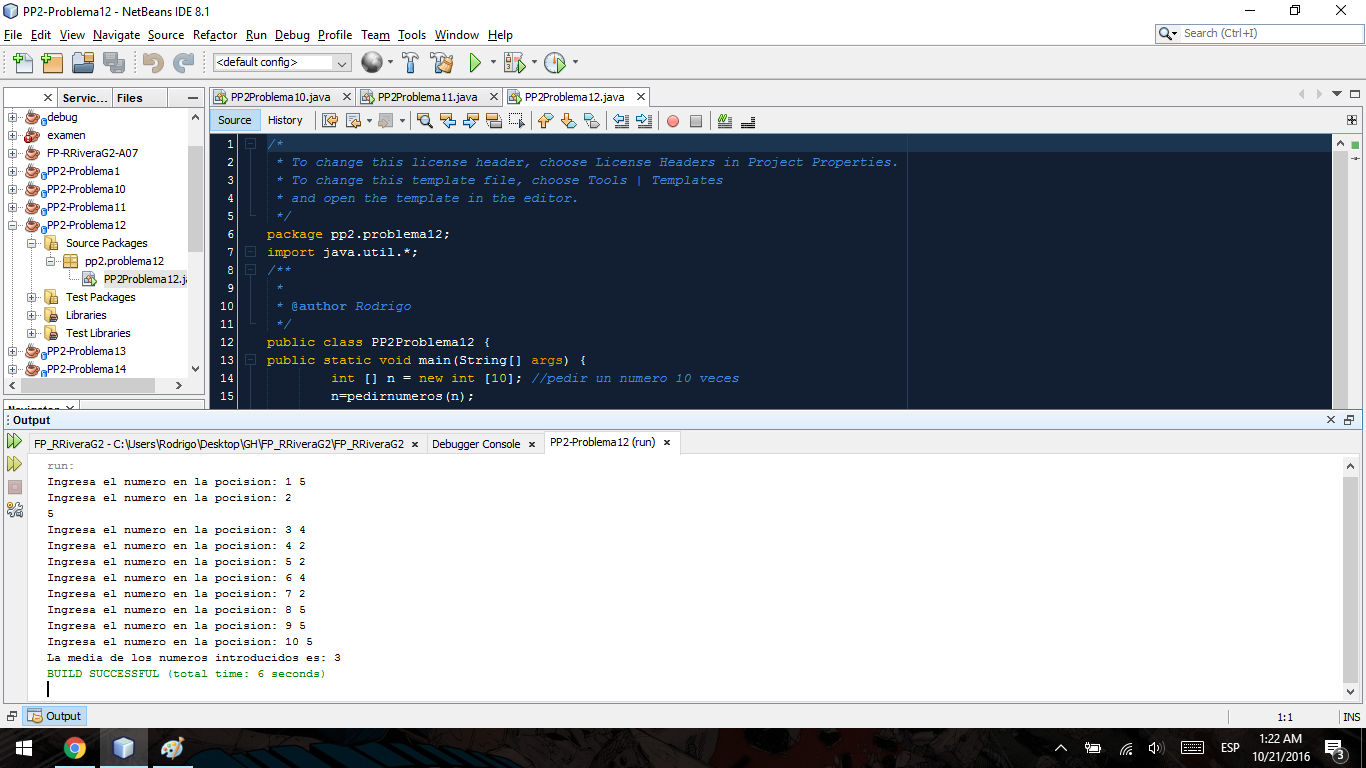 PP2-Problema12 - NetBeans IDE 8.1
File Edit View Navigate Source Refactor Run Debug Profile Team Tools Window Help
Search (Ctrl+I)
<default config>
Servic... Files
PP2Problema10.java PP2Problema11.java PP2Problema12.java
Source History
debug
examen
FP-RRiveraG2-A07
PP2-Problema1
PP2-Problema10
PP2-Problema11
PP2-Problema12
Source Packages
pp2.problema12
PP2Problema12.j
Test Packages
Libraries
Test Libraries
PP2-Problema13
PP2-Problema14
Navigator
1 /*
2 * To change this license header, choose License Headers in Project Properties.
3 * To change this template file, choose Tools | Templates
4 * and open the template in the editor.
5 */
6 package pp2.problema12;
7 import java.util.*;
8 /**
9 *
10 * @author Rodrigo
11 */
12 public class PP2Problema12 {
13 public static void main(String[] args) {
14 int [] n = new int [10]; //pedir un numero 10 veces
15 n=pedirnumeros(n);
Output
FP_RRiveraG2 - C:\Users\Rodrigo\Desktop\GH\FP_RRiveraG2\FP_RRiveraG2 Debugger Console PP2-Problema12 (run)
run:
Ingresa el numero en la pocision: 1 5
Ingresa el numero en la pocision: 2
5
Ingresa el numero en la pocision: 3 4
Ingresa el numero en la pocision: 4 2
Ingresa el numero en la pocision: 5 2
Ingresa el numero en la pocision: 6 4
Ingresa el numero en la pocision: 7 2
Ingresa el numero en la pocision: 8 5
Ingresa el numero en la pocision: 9 5
Ingresa el numero en la pocision: 10 5
La media de los numeros introducidos es: 3
BUILD SUCCESSFUL (total time: 6 seconds)
Output
1:1 INS
ESP
1:22 AM
10/21/2016
3